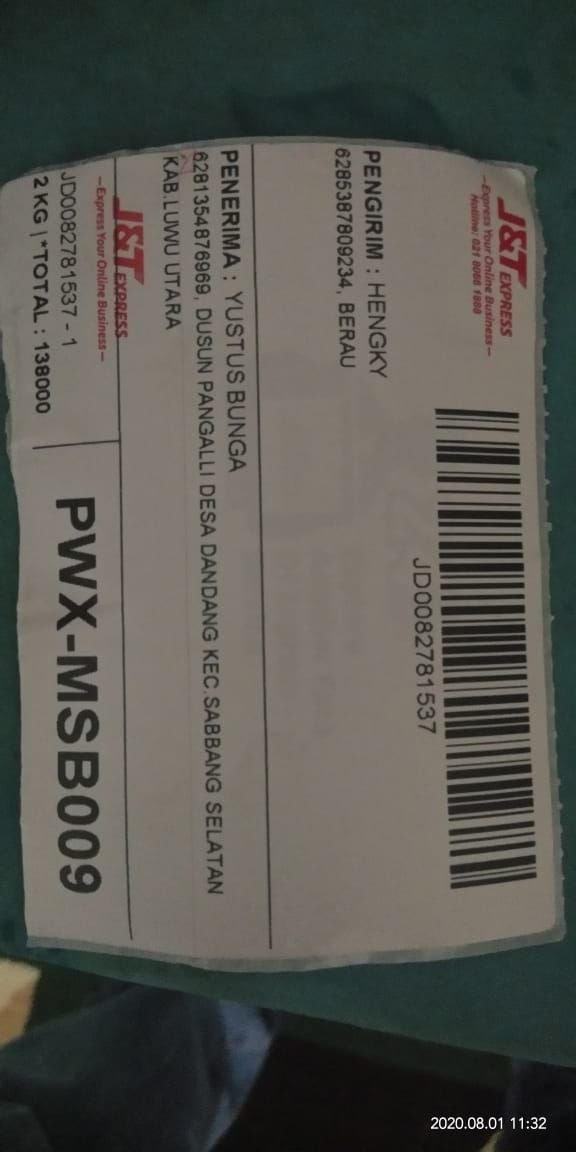 J&T EXPRESS
—Express Your Online Business—
Hotline: 021 8066 1888
JD0082781537
PENGIRIM : HENGKY
6285387809234, BERAU
PENERIMA : YUSTUS BUNGA
6281354876969, DUSUN PANGALLI DESA DANDANG KEC.SABBANG SELATAN
KAB.LUWU UTARA
J&T EXPRESS
—Express Your Online Business—
JD0082781537 - 1
2 KG | *TOTAL : 138000
PWX-MSB009
2020.08.01 11:32